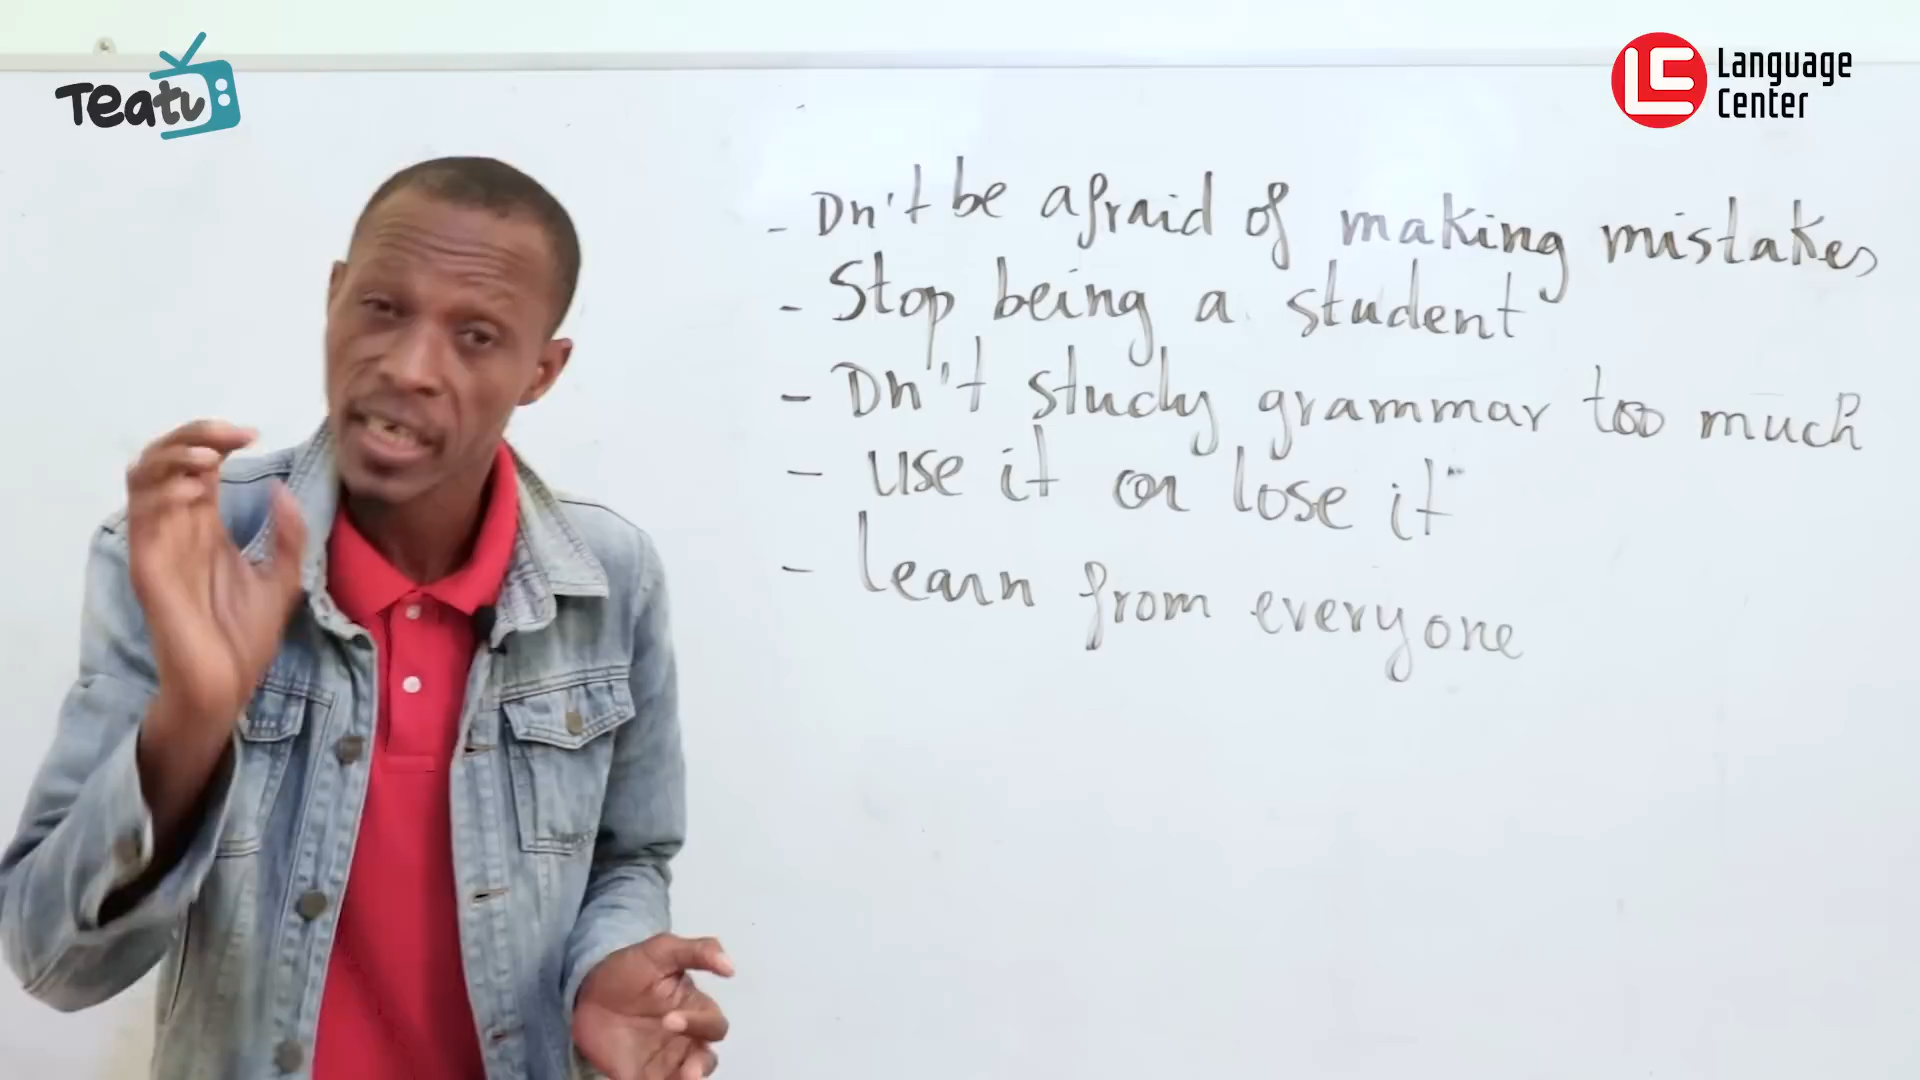 Teatv
LC Language
Center
- Dn't be afraid of making mistakes
- Stop being a student
- Dn't study grammar too much
- use it or lose it
- learn from everyone